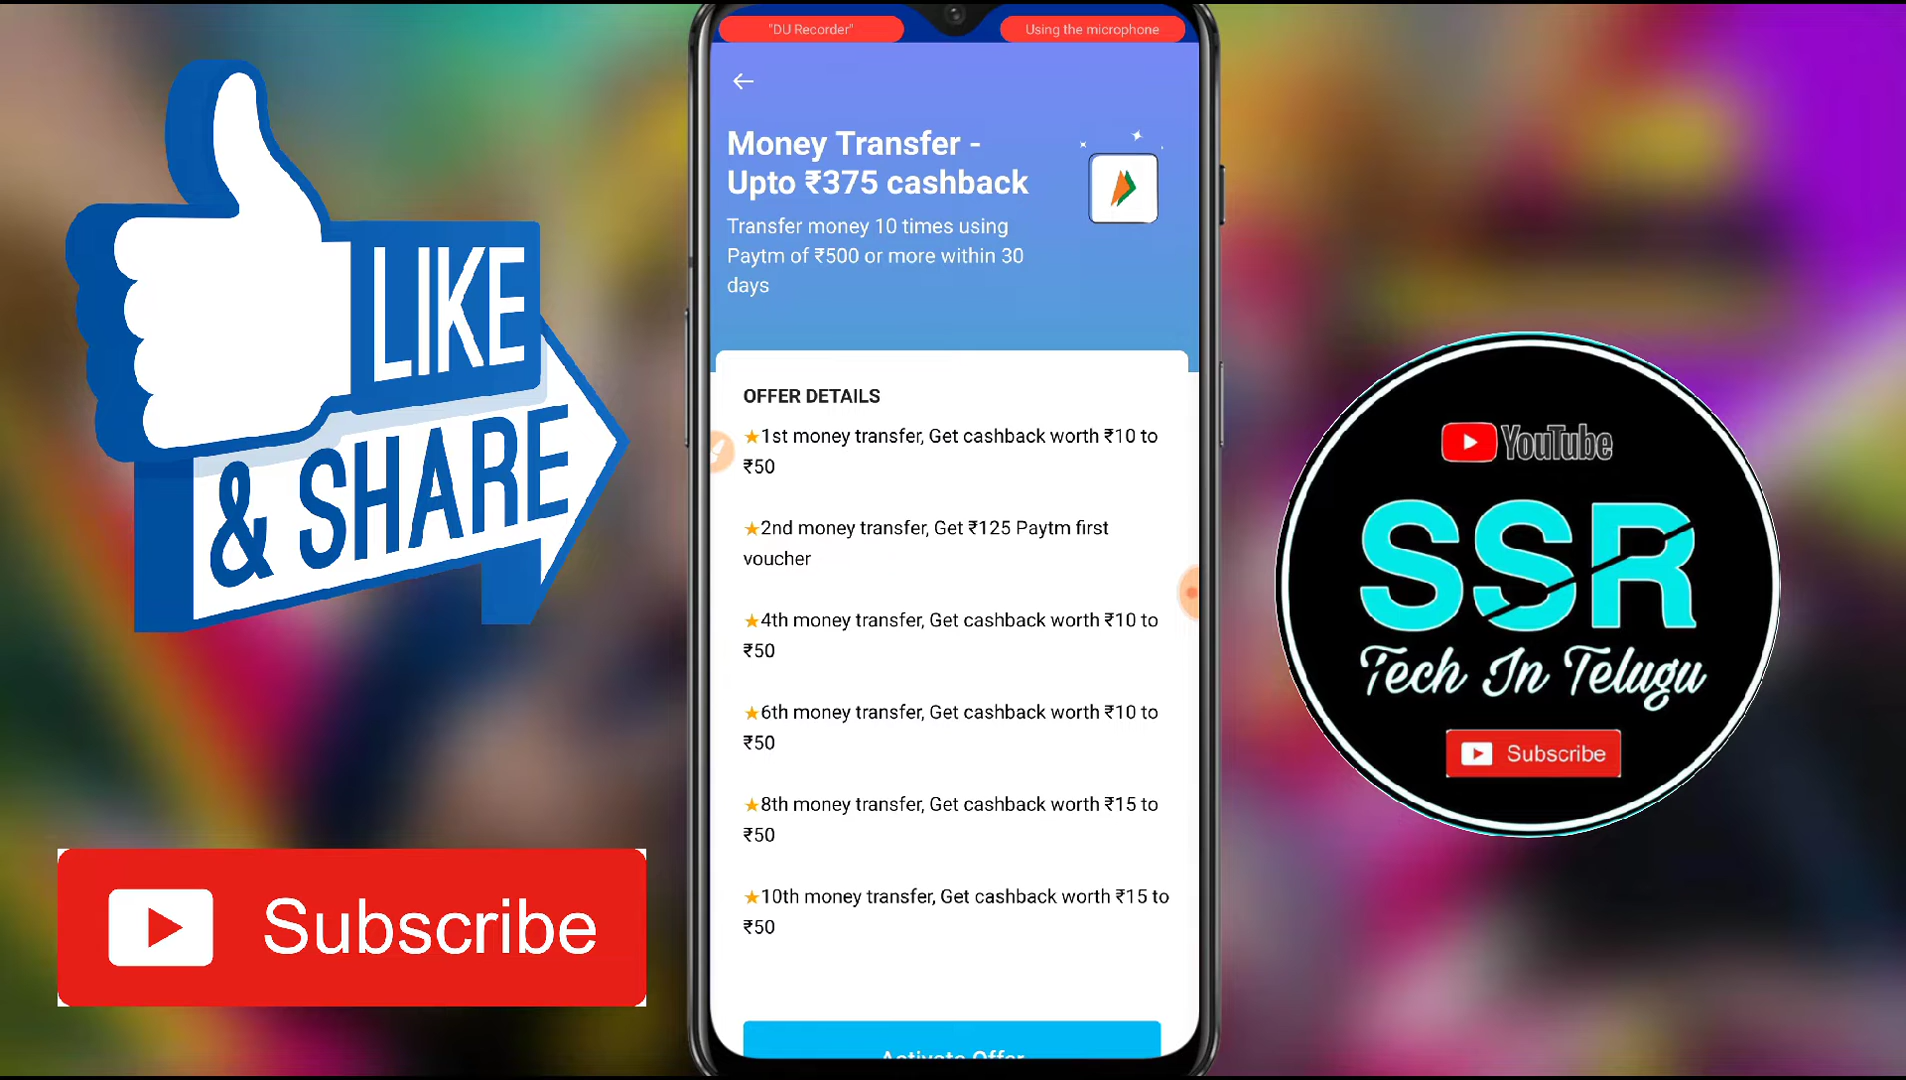 "DU Recorder"
Using the microphone
Money Transfer -
Upto ₹375 cashback
Transfer money 10 times using
Paytm of ₹500 or more within 30
days
OFFER DETAILS
★1st money transfer, Get cashback worth ₹10 to
₹50
★2nd money transfer, Get ₹125 Paytm first
voucher
★4th money transfer, Get cashback worth ₹10 to
₹50
★6th money transfer, Get cashback worth ₹10 to
₹50
★8th money transfer, Get cashback worth ₹15 to
₹50
★10th money transfer, Get cashback worth ₹15 to
₹50
Activate Offer
LIKE
& SHARE
Subscribe
YouTube
SSR
Tech In Telugu
Subscribe